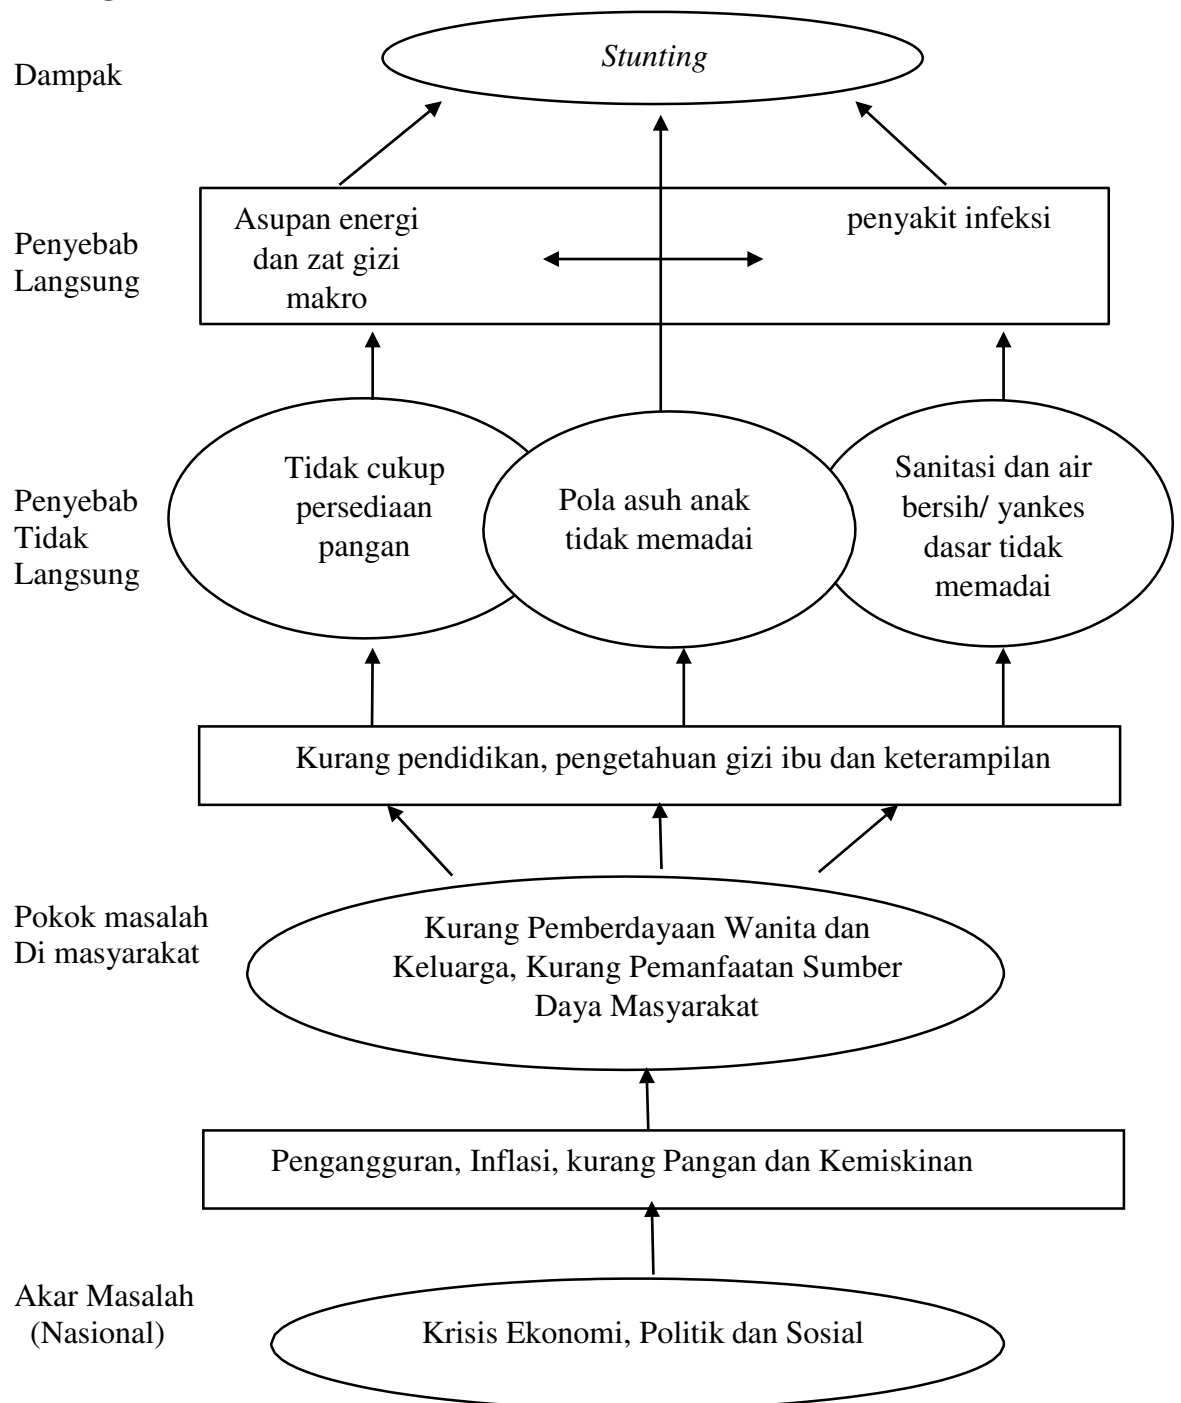 Stunting
Dampak
Asupan energi
dan zat gizi
makro
penyakit infeksi
Penyebab
Langsung
Tidak cukup
persediaan
pangan
Pola asuh anak
tidak memadai
Sanitasi dan air
bersih/ yankes
dasar tidak
memadai
Penyebab
Tidak
Langsung
Kurang pendidikan, pengetahuan gizi ibu dan keterampilan
Pokok masalah
Di masyarakat
Kurang Pemberdayaan Wanita dan
Keluarga, Kurang Pemanfaatan Sumber
Daya Masyarakat
Pengangguran, Inflasi, kurang Pangan dan Kemiskinan
Akar Masalah
(Nasional)
Krisis Ekonomi, Politik dan Sosial